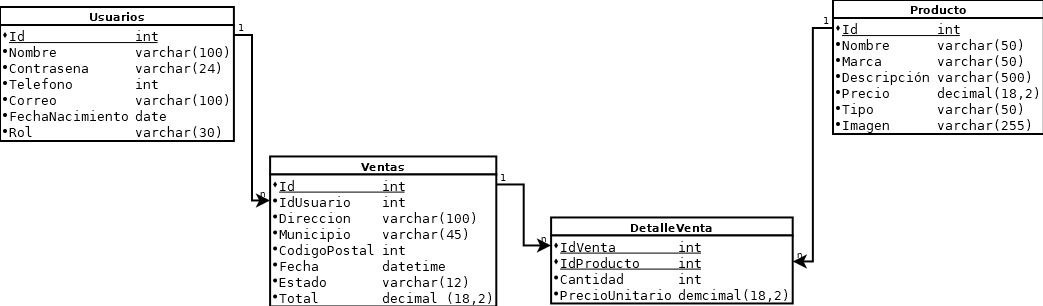 Usuarios
Id int
Nombre varchar(100)
Contrasena varchar(24)
Telefono int
Correo varchar(100)
FechaNacimiento date
Rol varchar(30)
1
n
Ventas
Id int
IdUsuario int
Direccion varchar(100)
Municipio varchar(45)
CodigoPostal int
Fecha datetime
Estado varchar(12)
Total decimal (18,2)
1
n
DetalleVenta
IdVenta int
IdProducto int
Cantidad int
PrecioUnitario demcimal(18,2)
n
1
Producto
Id int
Nombre varchar(50)
Marca varchar(50)
Descripción varchar(500)
Precio decimal(18,2)
Tipo varchar(50)
Imagen varchar(255)